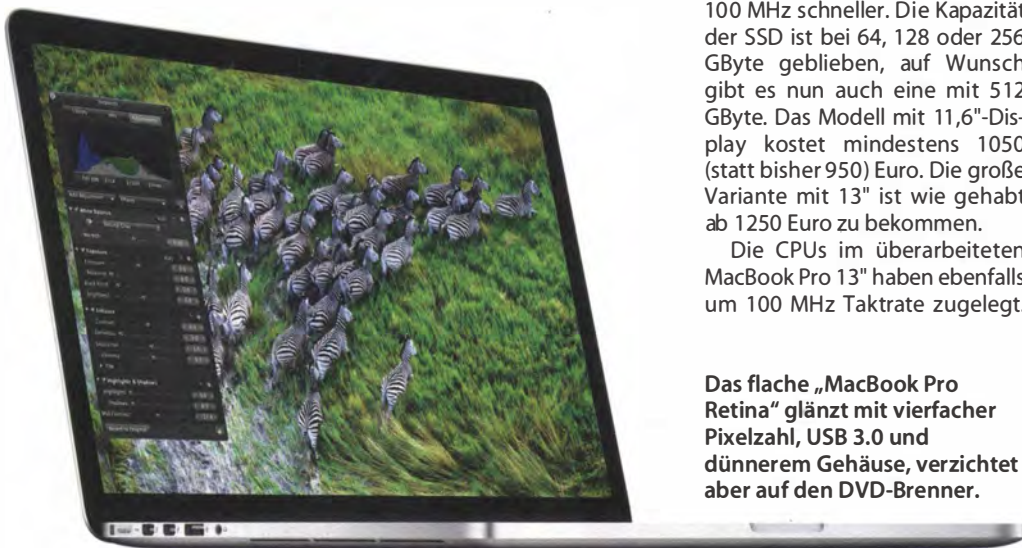 100 MHz schneller. Die Kapazität
der SSD ist bei 64, 128 oder 256
GByte geblieben, auf Wunsch
gibt es nun auch eine mit 512
GByte. Das Modell mit 11,6"-Dis-
play kostet mindestens 1050
(statt bisher 950) Euro. Die große
Variante mit 13" ist wie gehabt
ab 1250 Euro zu bekommen.
Die CPUs im überarbeiteten
MacBook Pro 13" haben ebenfalls
um 100 MHz Taktrate zugelegt.
Das flache „MacBook Pro
Retina“ glänzt mit vierfacher
Pixelzahl, USB 3.0 und
dünnerem Gehäuse, verzichtet
aber auf den DVD-Brenner.